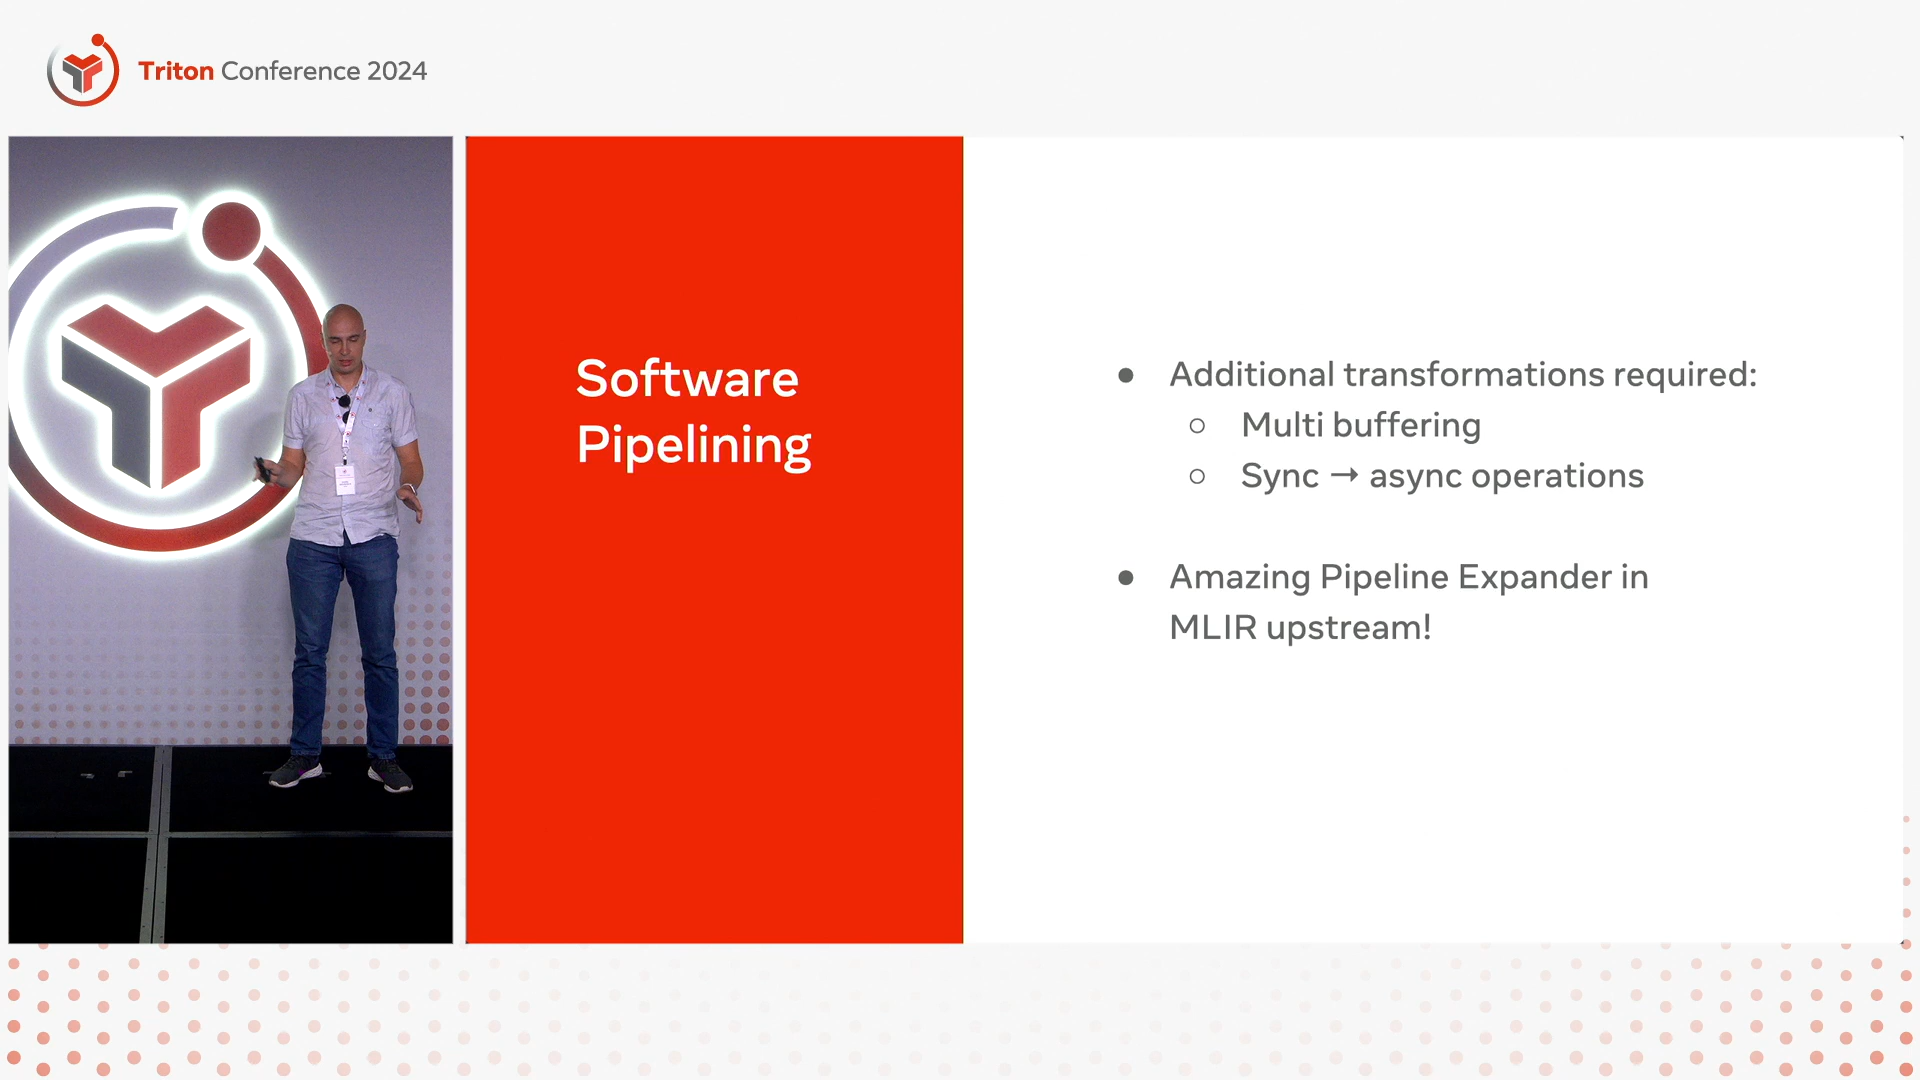 Triton Conference 2024
Software
Pipelining
● Additional transformations required:
○ Multi buffering
○ Sync → async operations
● Amazing Pipeline Expander in
MLIR upstream!